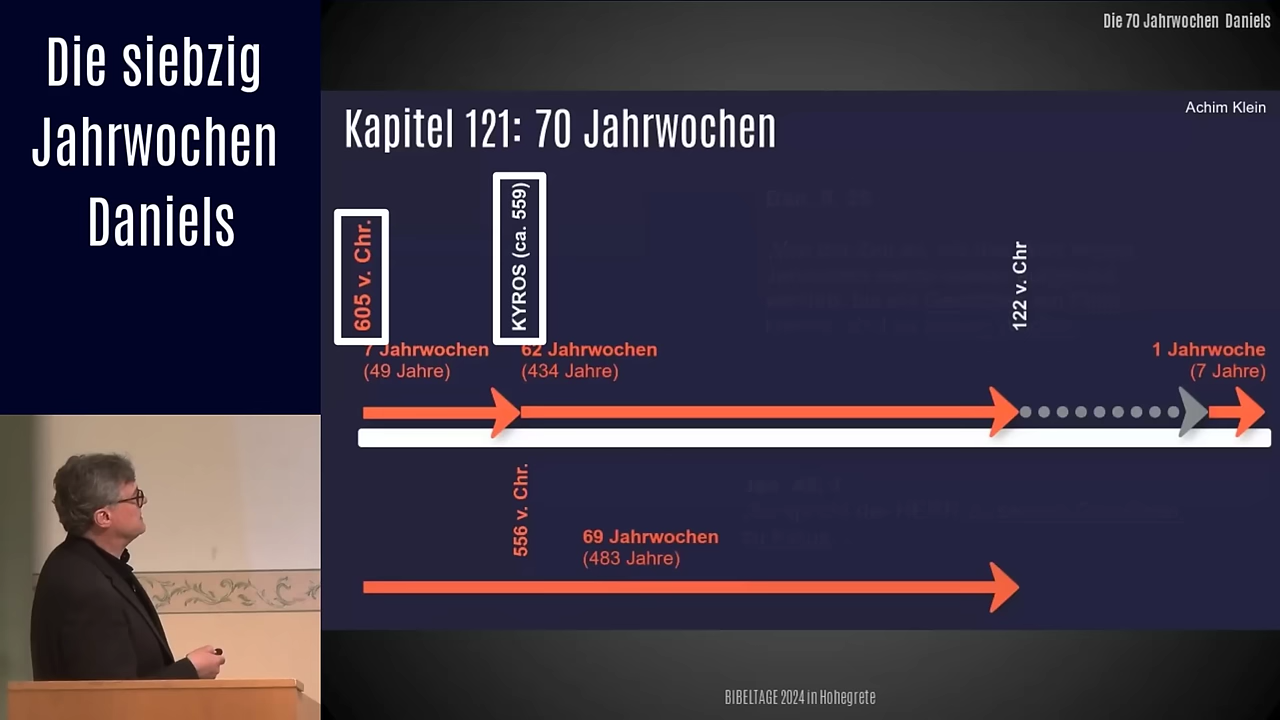 Die siebzig
Jahrwochen
Daniels
Die 70 Jahrwochen Daniels
Achim Klein
Kapitel 121: 70 Jahrwochen
605 v. Chr.
KYROS (ca. 559)
122 v. Chr
7 Jahrwochen
(49 Jahre)
62 Jahrwochen
(434 Jahre)
1 Jahrwoche
(7 Jahre)
556 v. Chr.
69 Jahrwochen
(483 Jahre)
BIBELTAGE 2024 in Hohegrete